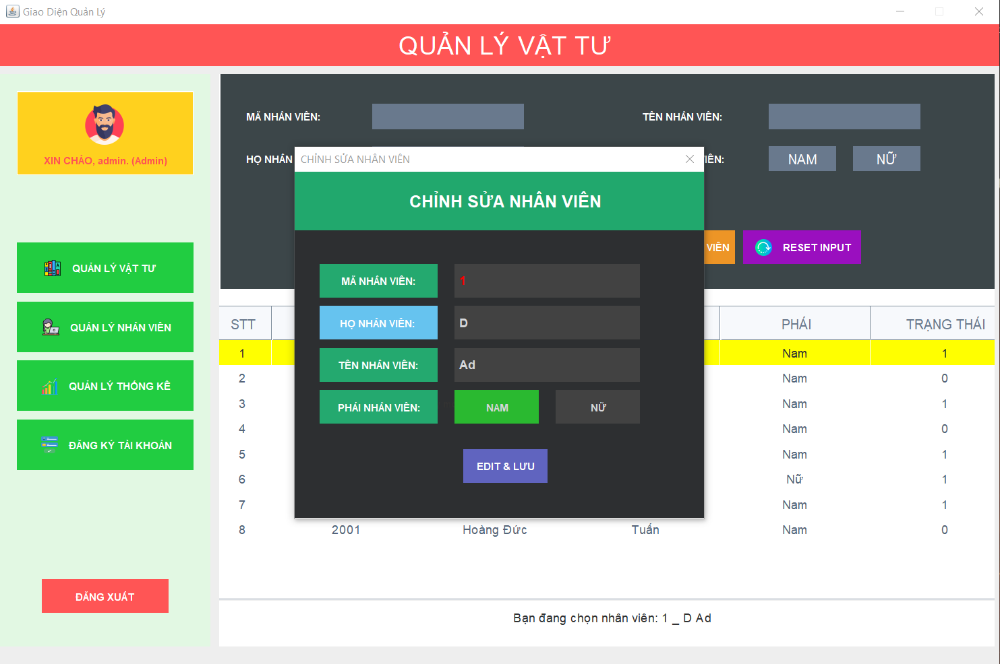 Giao Diện Quản Lý
QUẢN LÝ VẬT TƯ
XIN CHÀO, admin. (Admin)
QUẢN LÝ VẬT TƯ
QUẢN LÝ NHÂN VIÊN
QUẢN LÝ THỐNG KÊ
ĐĂNG KÝ TÀI KHOẢN
ĐĂNG XUẤT
MÃ NHÂN VIÊN:
TÊN NHÂN VIÊN:
HỌ NHÂN
IÊN:
NAM
NỮ
VIÊN
RESET INPUT
CHỈNH SỬA NHÂN VIÊN
CHỈNH SỬA NHÂN VIÊN
MÃ NHÂN VIÊN: 1
HỌ NHÂN VIÊN: D
TÊN NHÂN VIÊN: Ad
PHÁI NHÂN VIÊN: NAM NỮ
EDIT & LƯU
STT PHÁI TRẠNG THÁI
1 Nam 1
2 Nam 0
3 Nam 1
4 Nam 0
5 Nam 1
6 Nữ 1
7 Nam 1
8 2001 Hoàng Đức Tuấn Nam 0
Bạn đang chọn nhân viên: 1 _ D Ad